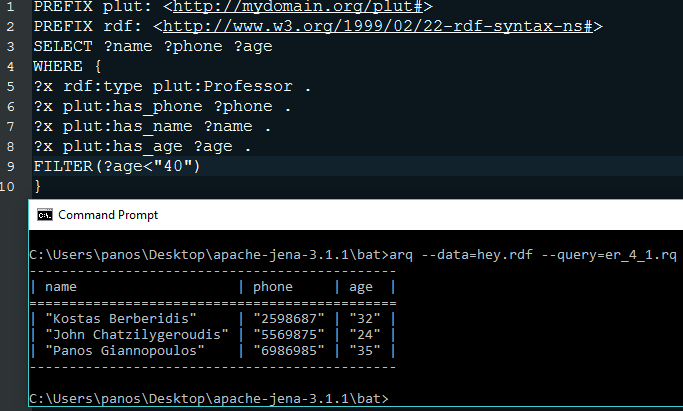 1 PREFIX plut: <http://mydomain.org/plut#>
2 PREFIX rdf: <http://www.w3.org/1999/02/22-rdf-syntax-ns#>
3 SELECT ?name ?phone ?age
4 WHERE {
5 ?x rdf:type plut:Professor .
6 ?x plut:has_phone ?phone .
7 ?x plut:has_name ?name .
8 ?x plut:has_age ?age .
9 FILTER(?age<"40")
10 }
C:\. Command Prompt
C:\Users\panos\Desktop\apache-jena-3.1.1\bat>arq --data=hey.rdf --query=er_4_1.rq
-----------------------------------------------
| name | phone | age |
===============================================
| "Kostas Berberidis" | "2598687" | "32" |
| "John Chatzilygeroudis" | "5569875" | "24" |
| "Panos Giannopoulos" | "6986985" | "35" |
-----------------------------------------------
C:\Users\panos\Desktop\apache-jena-3.1.1\bat>